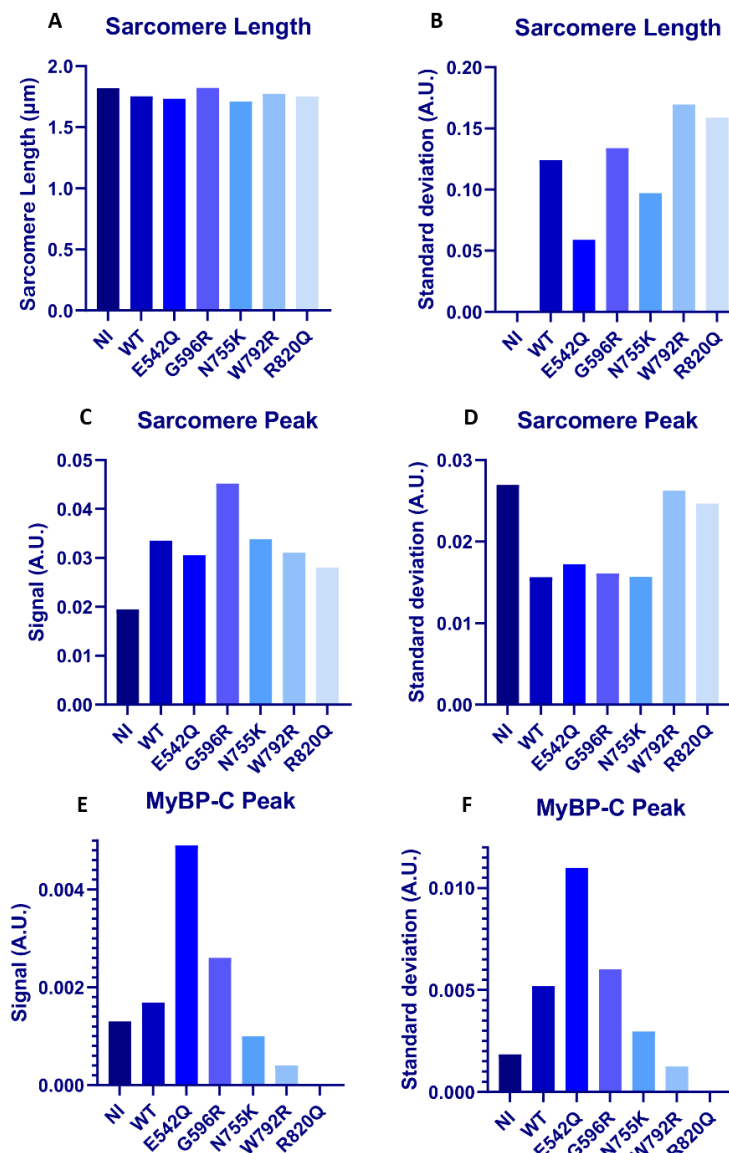 A
Sarcomere Length
Sarcomere Length (μm)
2.0
1.5
1.0
0.5
0.0
NI
WT
E542Q
G596R
N755K
W792R
R820Q
B
Sarcomere Length
Standard deviation (A.U.)
0.20
0.15
0.10
0.05
0.00
NI
WT
E542Q
G596R
N755K
W792R
R820Q
C
Sarcomere Peak
Signal (A.U.)
0.05
0.04
0.03
0.02
0.01
0.00
NI
WT
E542Q
G596R
N755K
W792R
R820Q
D
Sarcomere Peak
Standard deviation (A.U.)
0.03
0.02
0.01
0.00
NI
WT
E542Q
G596R
N755K
W792R
R820Q
E
MyBP-C Peak
Signal (A.U.)
0.004
0.002
0.000
NI
WT
E542Q
G596R
N755K
W792R
R820Q
F
MyBP-C Peak
Standard deviation (A.U.)
0.010
0.005
0.000
NI
WT
E542Q
G596R
N755K
W792R
R820Q